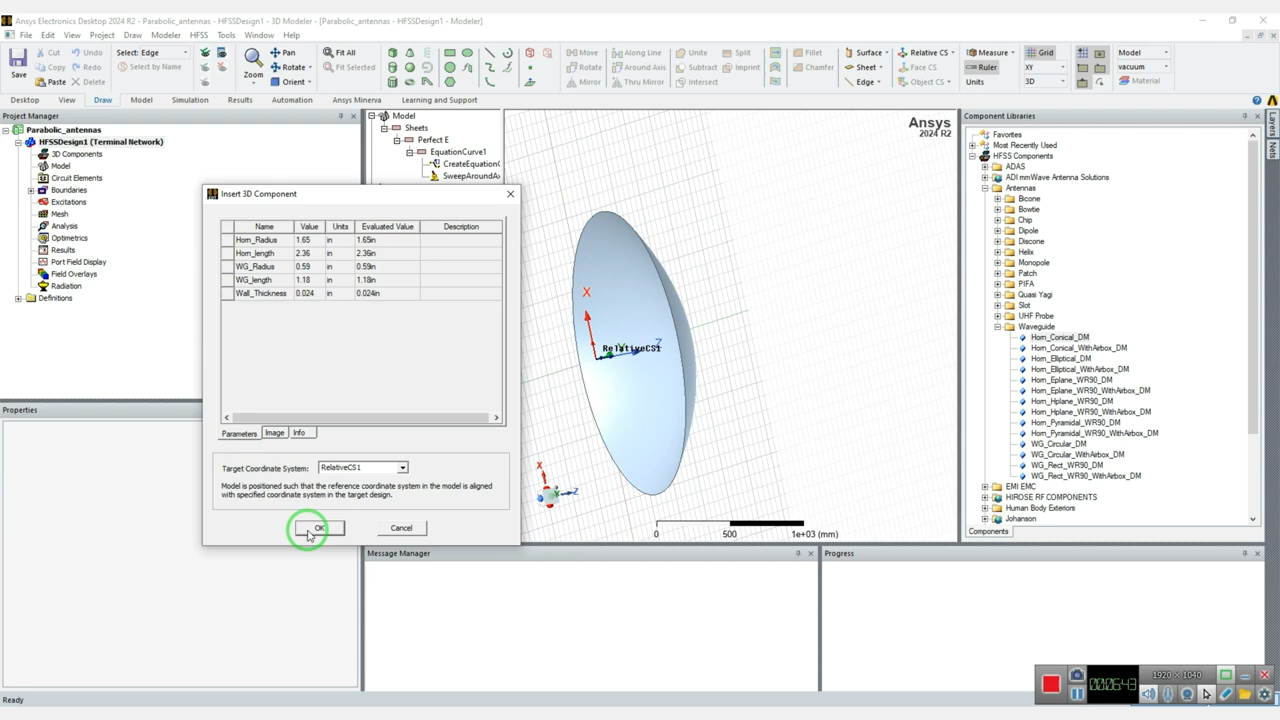 Ansys Electronics Desktop 2024 R2 - Parabolic_antennas - HFSSDesign1 - 3D Modeler - [Parabolic_antennas - HFSSDesign1 - Modeler]
File Edit View Project Draw Modeler HFSS Tools Window Help
Save
Cut Undo
Copy Redo
Paste Delete
Select: Edge
Select by Name
Zoom
Pan
Rotate
Orient
Fit All
Fit Selected
Move Along Line Unite Split Fillet
Rotate Around Axis Subtract Imprint Chamfer
Mirror Thru Mirror Intersect
Surface Relative CS Measure Grid Model
Sheet Face CS Ruler XY vacuum
Edge Object CS Units 3D Material
Desktop View Draw Model Simulation Results Automation Ansys Minerva Learning and Support
Project Manager
Parabolic_antennas
HFSSDesign1 (Terminal Network)
3D Components
Model
Circuit Elements
Boundaries
Excitations
Mesh
Analysis
Optimetrics
Results
Port Field Display
Field Overlays
Radiation
Definitions
Properties
Model
Sheets
Perfect E
EquationCurve1
CreateEquation
SweepAroundA
Insert 3D Component
Name Value Units Evaluated Value Description
Horn_Radius 1.65 in 1.65in
Horn_length 2.36 in 2.36in
WG_Radius 0.59 in 0.59in
WG_length 1.18 in 1.18in
Wall_Thickness 0.024 in 0.024in
Parameters Image Info
Target Coordinate System: RelativeCS1
Model is positioned such that the reference coordinate system in the model is aligned
with specified coordinate system in the target design.
OK Cancel
Ansys
2024 R2
X
RelativeCS1
Z
X
Z
0 500 1e+03 (mm)
Component Libraries
Favorites
Most Recently Used
HFSS Components
ADAS
ADI mmWave Antenna Solutions
Antennas
Bicone
Bowtie
Chip
Dipole
Discone
Helix
Monopole
Patch
PIFA
Quasi Yagi
Slot
UHF Probe
Waveguide
Horn_Conical_DM
Horn_Conical_WithAirbox_DM
Horn_Elliptical_DM
Horn_Elliptical_WithAirbox_DM
Horn_Eplane_WR90_DM
Horn_Eplane_WR90_WithAirbox_DM
Horn_Hplane_WR90_DM
Horn_Hplane_WR90_WithAirbox_DM
Horn_Pyramidal_WR90_DM
Horn_Pyramidal_WR90_WithAirbox_DM
WG_Circular_DM
WG_Circular_WithAirbox_DM
WG_Rect_WR90_DM
WG_Rect_WR90_WithAirbox_DM
EMI EMC
HIROSE RF COMPONENTS
Human Body Exteriors
Johanson
Components
Layers
Nets
Message Manager
Progress
1920 × 1040
00:06:43
Ready